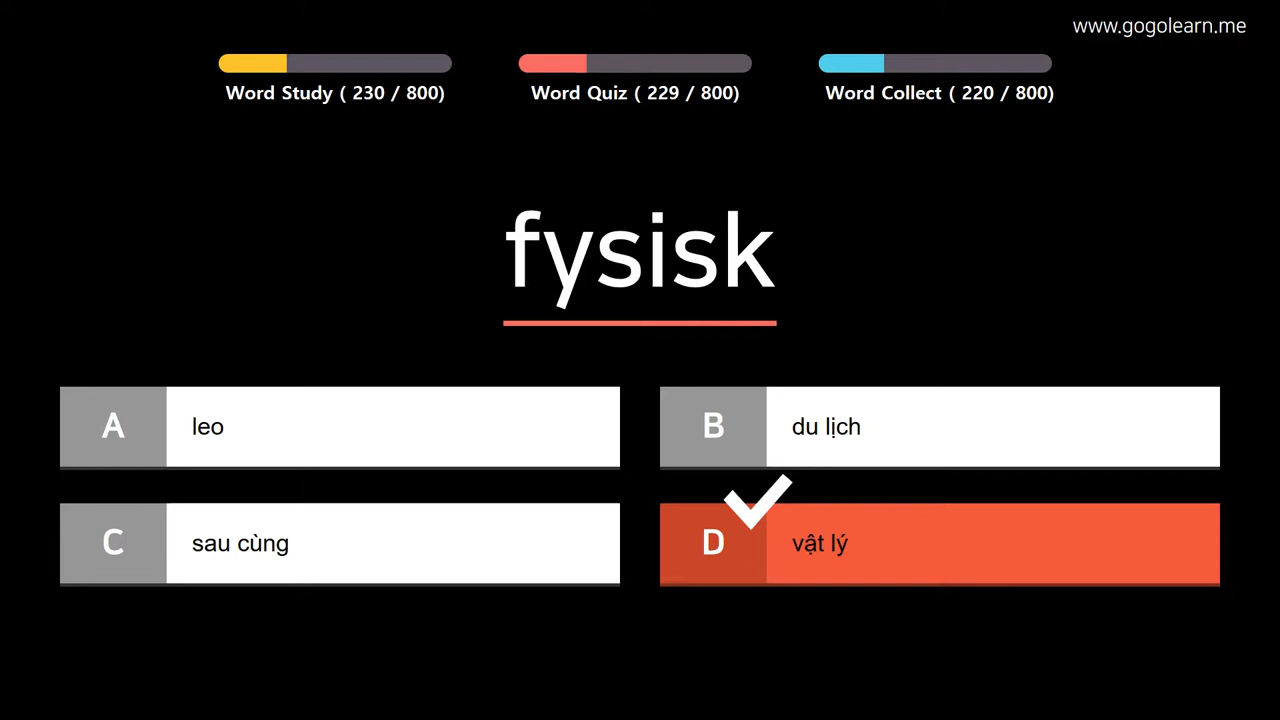 www.gogolearn.me
Word Study ( 230 / 800)
Word Quiz ( 229 / 800)
Word Collect ( 220 / 800)
fysisk
A leo
B du lịch
C sau cùng
D vật lý